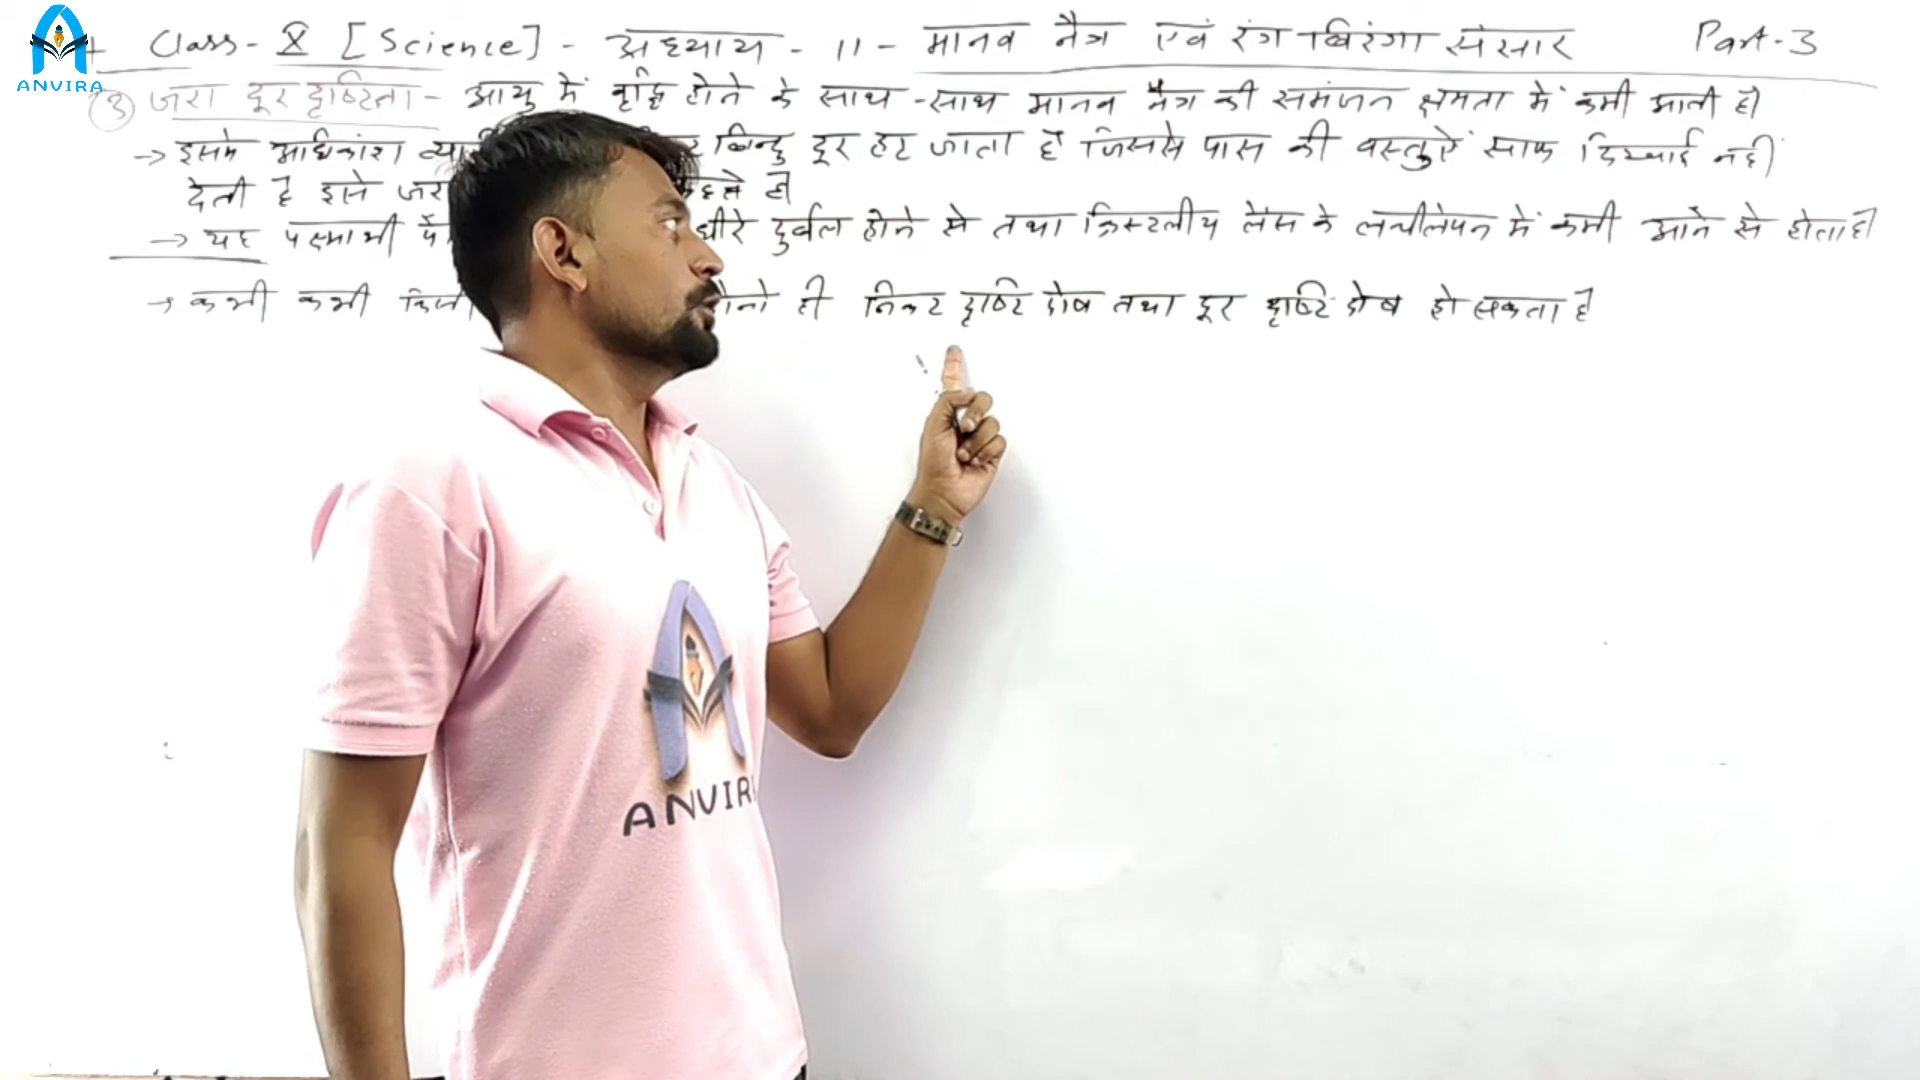 ANVIRA
Class - X [Science] - अध्याय - 11 - मानव नैत्र एवं रंग बिरंगा संसार Part-3
(3) जरा दूर दृष्टिता - आयु में वृद्धि होने के साथ-साथ मानव नैत्र की समंजन क्षमता में कमी आती है।
→ इसमे अधिकांश बिन्दु दूर हट जाता है जिससे पास की वस्तुऐं साफ दिखाई नही
देती है इसे जरा कहते है।
→ यह पक्ष्माभी धीरे दुर्बल होने से तथा क्रिस्टलीय लेंस के लचीलेपन में कमी आने से होता है।
→ कभी कभी किसी दोनो ही निकट दृष्टि दोष तथा दूर दृष्टि दोष हो सकता है
ANVIR